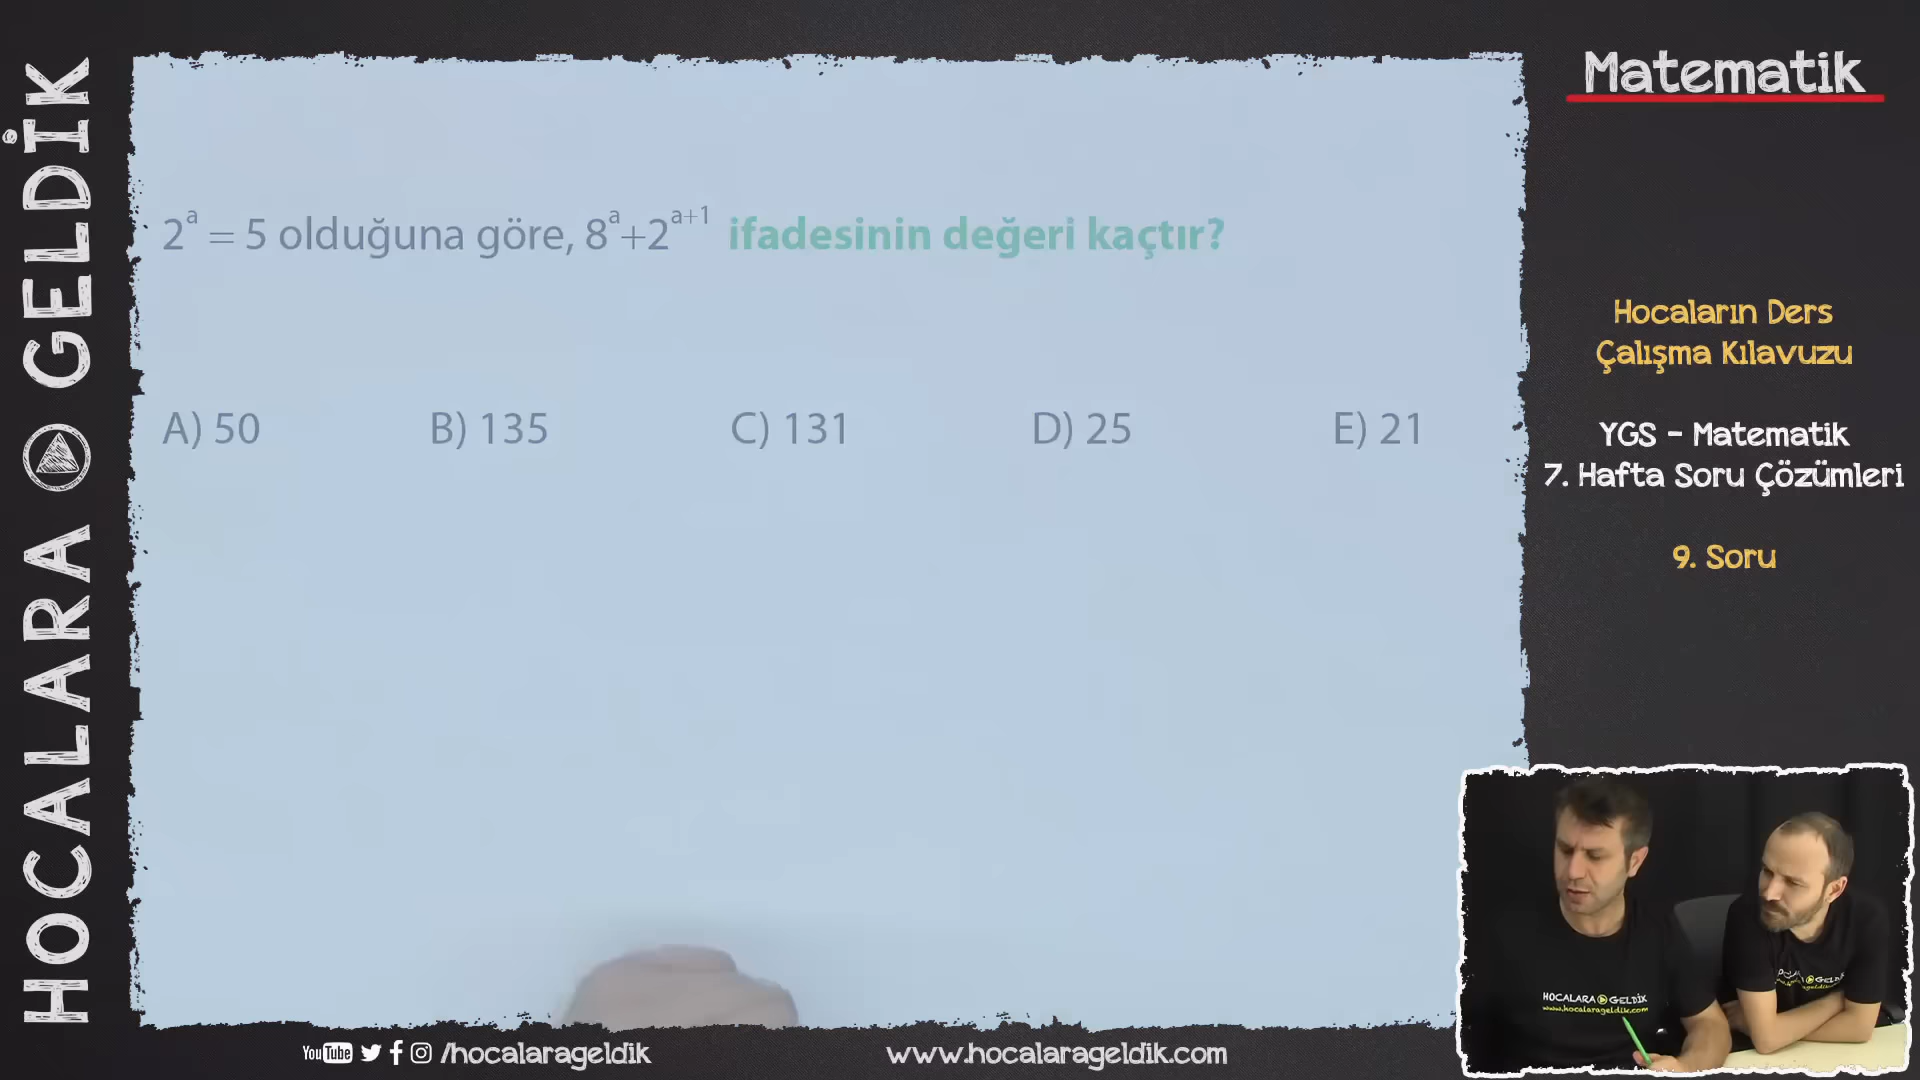 HOCALARA GELDİK
Matematik
2^a = 5 olduğuna göre, 8^a+2^(a+1) ifadesinin değeri kaçtır?
A) 50 B) 135 C) 131 D) 25 E) 21
Hocaların Ders
Çalışma Kılavuzu
YGS - Matematik
7. Hafta Soru Çözümleri
9. Soru
HOCALARA GELDİK
www.hocalarageldik.com
YouTube /hocalarageldik
www.hocalarageldik.com